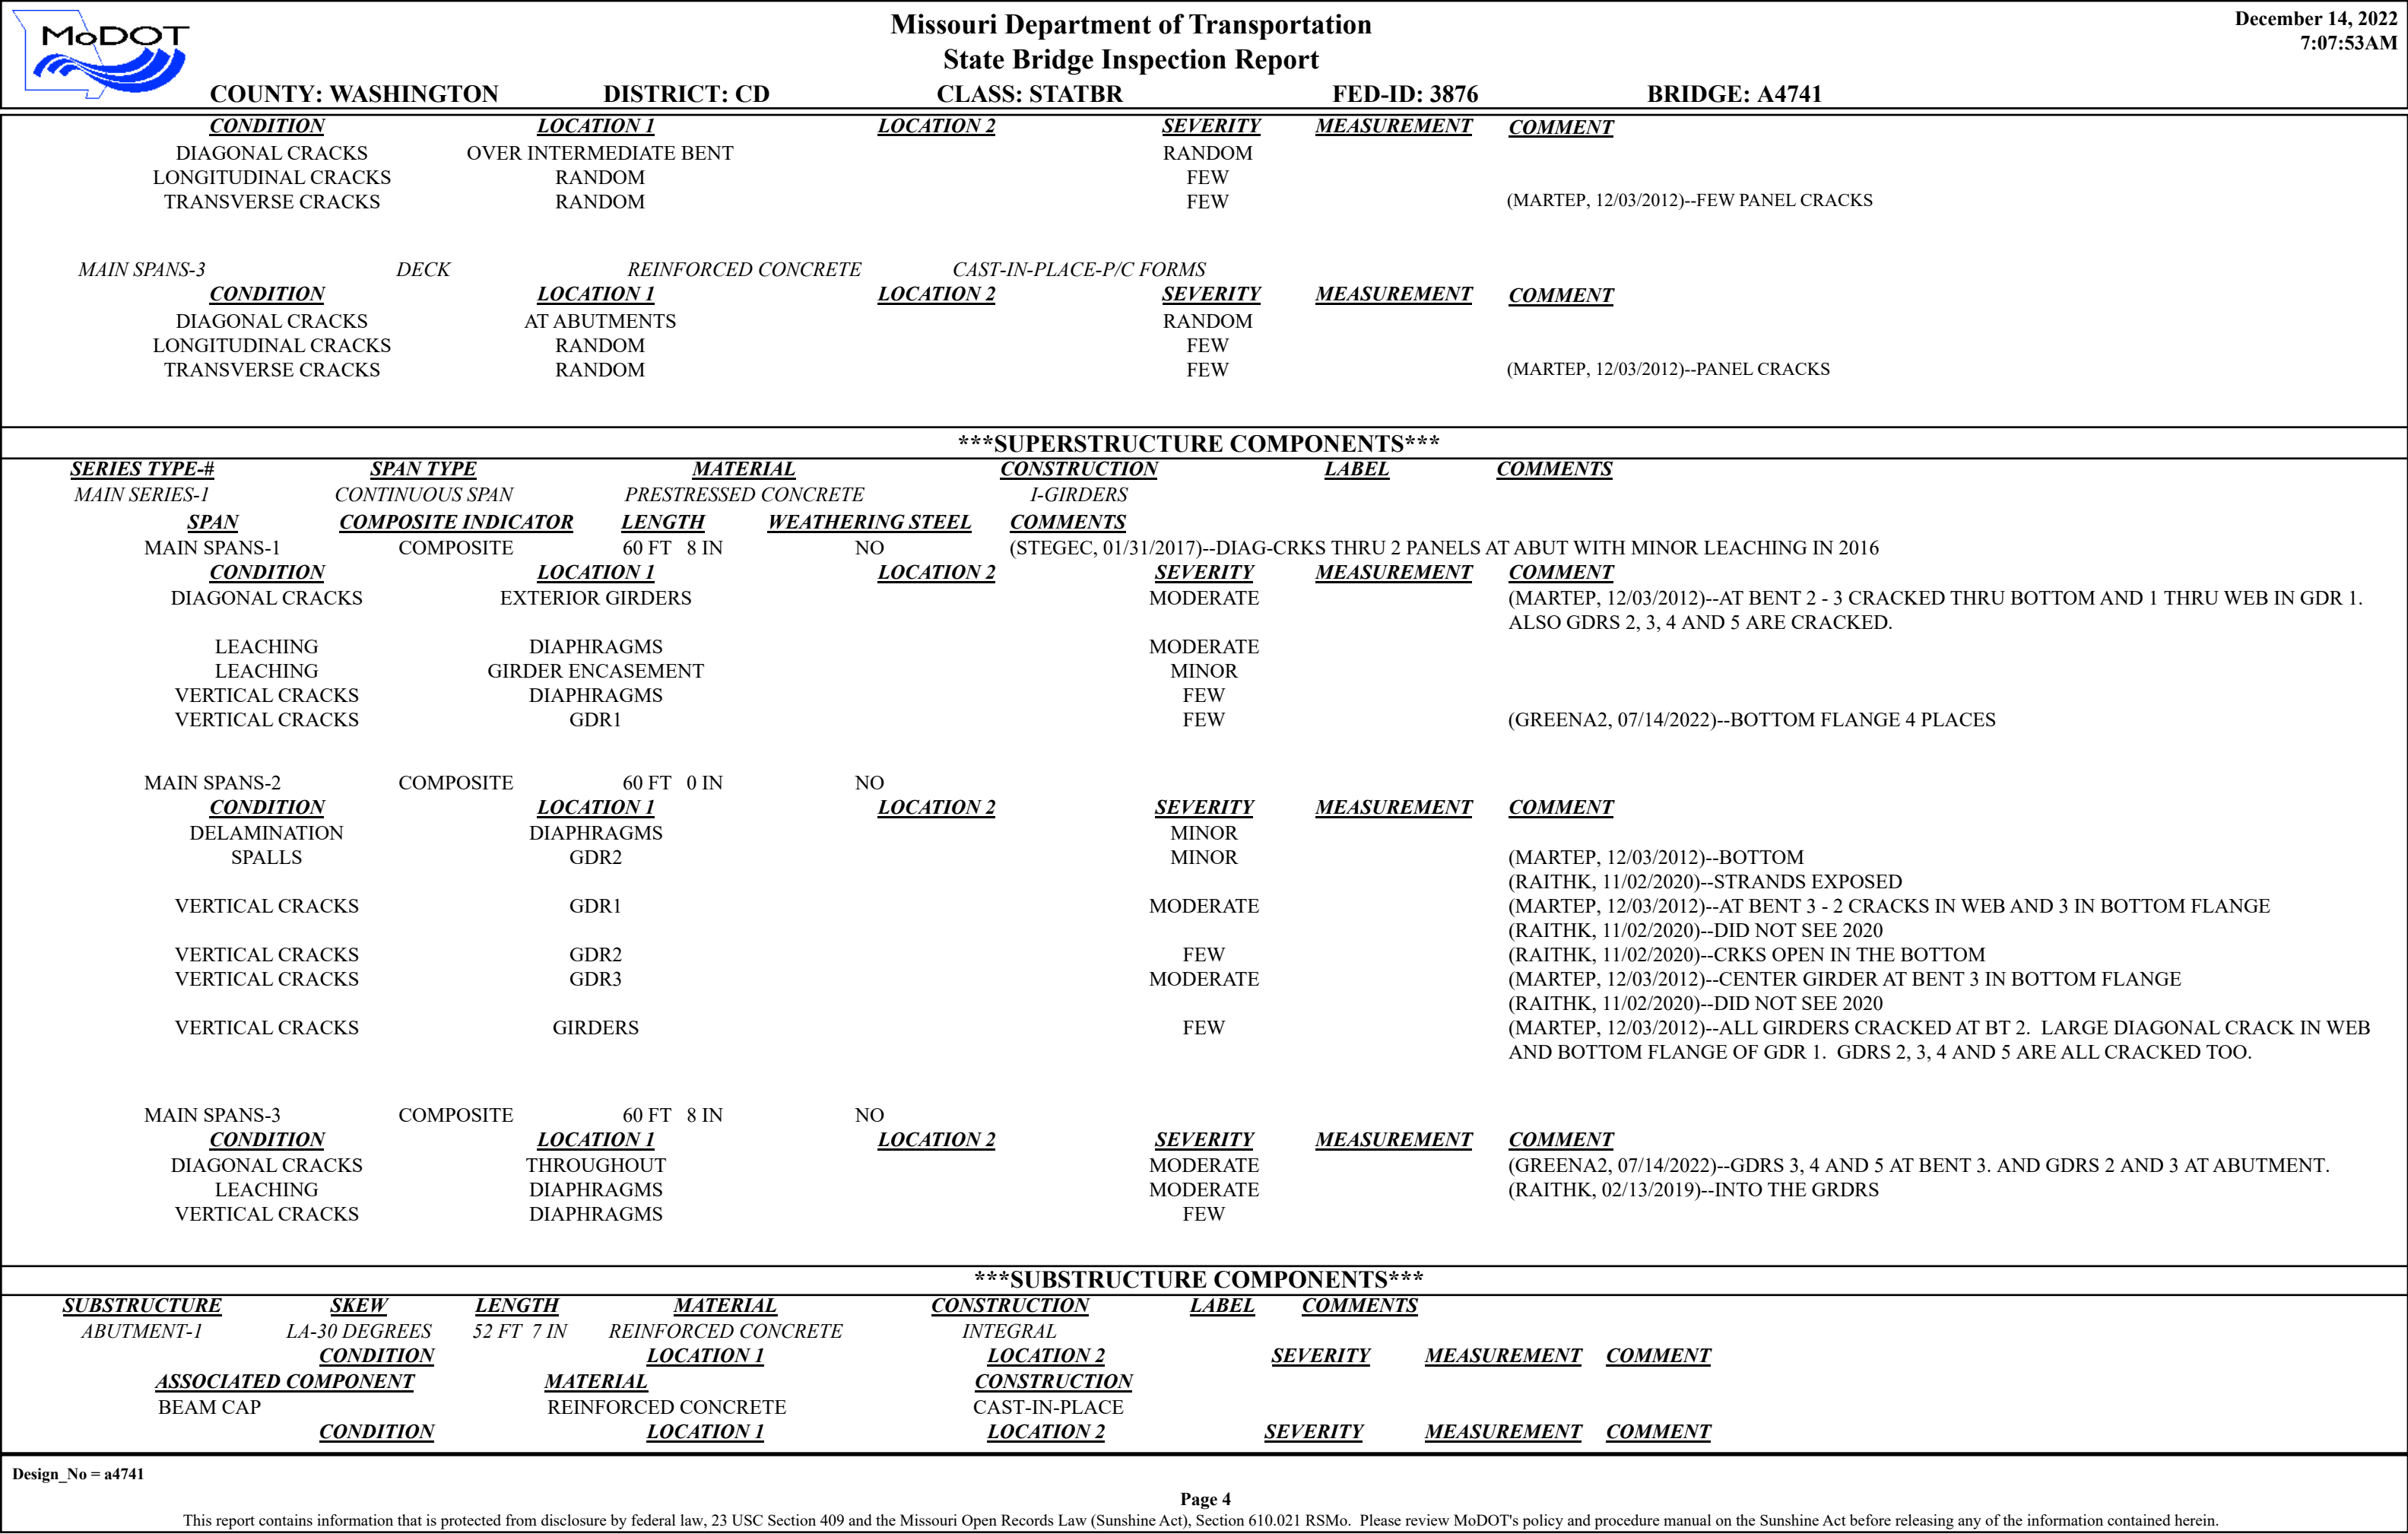 MoDOT
Missouri Department of Transportation
State Bridge Inspection Report
December 14, 2022
7:07:53AM
COUNTY: WASHINGTON DISTRICT: CD CLASS: STATBR FED-ID: 3876 BRIDGE: A4741
CONDITION LOCATION 1 LOCATION 2 SEVERITY MEASUREMENT COMMENT
DIAGONAL CRACKS OVER INTERMEDIATE BENT RANDOM
LONGITUDINAL CRACKS RANDOM FEW
TRANSVERSE CRACKS RANDOM FEW (MARTEP, 12/03/2012)--FEW PANEL CRACKS
MAIN SPANS-3 DECK REINFORCED CONCRETE CAST-IN-PLACE-P/C FORMS
CONDITION LOCATION 1 LOCATION 2 SEVERITY MEASUREMENT COMMENT
DIAGONAL CRACKS AT ABUTMENTS RANDOM
LONGITUDINAL CRACKS RANDOM FEW
TRANSVERSE CRACKS RANDOM FEW (MARTEP, 12/03/2012)--PANEL CRACKS
***SUPERSTRUCTURE COMPONENTS***
SERIES TYPE-# SPAN TYPE MATERIAL CONSTRUCTION LABEL COMMENTS
MAIN SERIES-1 CONTINUOUS SPAN PRESTRESSED CONCRETE I-GIRDERS
SPAN COMPOSITE INDICATOR LENGTH WEATHERING STEEL COMMENTS
MAIN SPANS-1 COMPOSITE 60 FT 8 IN NO (STEGEC, 01/31/2017)--DIAG-CRKS THRU 2 PANELS AT ABUT WITH MINOR LEACHING IN 2016
CONDITION LOCATION 1 LOCATION 2 SEVERITY MEASUREMENT COMMENT
DIAGONAL CRACKS EXTERIOR GIRDERS MODERATE (MARTEP, 12/03/2012)--AT BENT 2 - 3 CRACKED THRU BOTTOM AND 1 THRU WEB IN GDR 1.
ALSO GDRS 2, 3, 4 AND 5 ARE CRACKED.
LEACHING DIAPHRAGMS MODERATE
LEACHING GIRDER ENCASEMENT MINOR
VERTICAL CRACKS DIAPHRAGMS FEW
VERTICAL CRACKS GDR1 FEW (GREENA2, 07/14/2022)--BOTTOM FLANGE 4 PLACES
MAIN SPANS-2 COMPOSITE 60 FT 0 IN NO
CONDITION LOCATION 1 LOCATION 2 SEVERITY MEASUREMENT COMMENT
DELAMINATION DIAPHRAGMS MINOR
SPALLS GDR2 MINOR (MARTEP, 12/03/2012)--BOTTOM
(RAITHK, 11/02/2020)--STRANDS EXPOSED
VERTICAL CRACKS GDR1 MODERATE (MARTEP, 12/03/2012)--AT BENT 3 - 2 CRACKS IN WEB AND 3 IN BOTTOM FLANGE
(RAITHK, 11/02/2020)--DID NOT SEE 2020
VERTICAL CRACKS GDR2 FEW (RAITHK, 11/02/2020)--CRKS OPEN IN THE BOTTOM
VERTICAL CRACKS GDR3 MODERATE (MARTEP, 12/03/2012)--CENTER GIRDER AT BENT 3 IN BOTTOM FLANGE
(RAITHK, 11/02/2020)--DID NOT SEE 2020
VERTICAL CRACKS GIRDERS FEW (MARTEP, 12/03/2012)--ALL GIRDERS CRACKED AT BT 2. LARGE DIAGONAL CRACK IN WEB
AND BOTTOM FLANGE OF GDR 1. GDRS 2, 3, 4 AND 5 ARE ALL CRACKED TOO.
MAIN SPANS-3 COMPOSITE 60 FT 8 IN NO
CONDITION LOCATION 1 LOCATION 2 SEVERITY MEASUREMENT COMMENT
DIAGONAL CRACKS THROUGHOUT MODERATE (GREENA2, 07/14/2022)--GDRS 3, 4 AND 5 AT BENT 3. AND GDRS 2 AND 3 AT ABUTMENT.
LEACHING DIAPHRAGMS MODERATE (RAITHK, 02/13/2019)--INTO THE GRDRS
VERTICAL CRACKS DIAPHRAGMS FEW
***SUBSTRUCTURE COMPONENTS***
SUBSTRUCTURE SKEW LENGTH MATERIAL CONSTRUCTION LABEL COMMENTS
ABUTMENT-1 LA-30 DEGREES 52 FT 7 IN REINFORCED CONCRETE INTEGRAL
CONDITION LOCATION 1 LOCATION 2 SEVERITY MEASUREMENT COMMENT
ASSOCIATED COMPONENT MATERIAL CONSTRUCTION
BEAM CAP REINFORCED CONCRETE CAST-IN-PLACE
CONDITION LOCATION 1 LOCATION 2 SEVERITY MEASUREMENT COMMENT
Design_No = a4741
Page 4
This report contains information that is protected from disclosure by federal law, 23 USC Section 409 and the Missouri Open Records Law (Sunshine Act), Section 610.021 RSMo. Please review MoDOT's policy and procedure manual on the Sunshine Act before releasing any of the information contained herein.